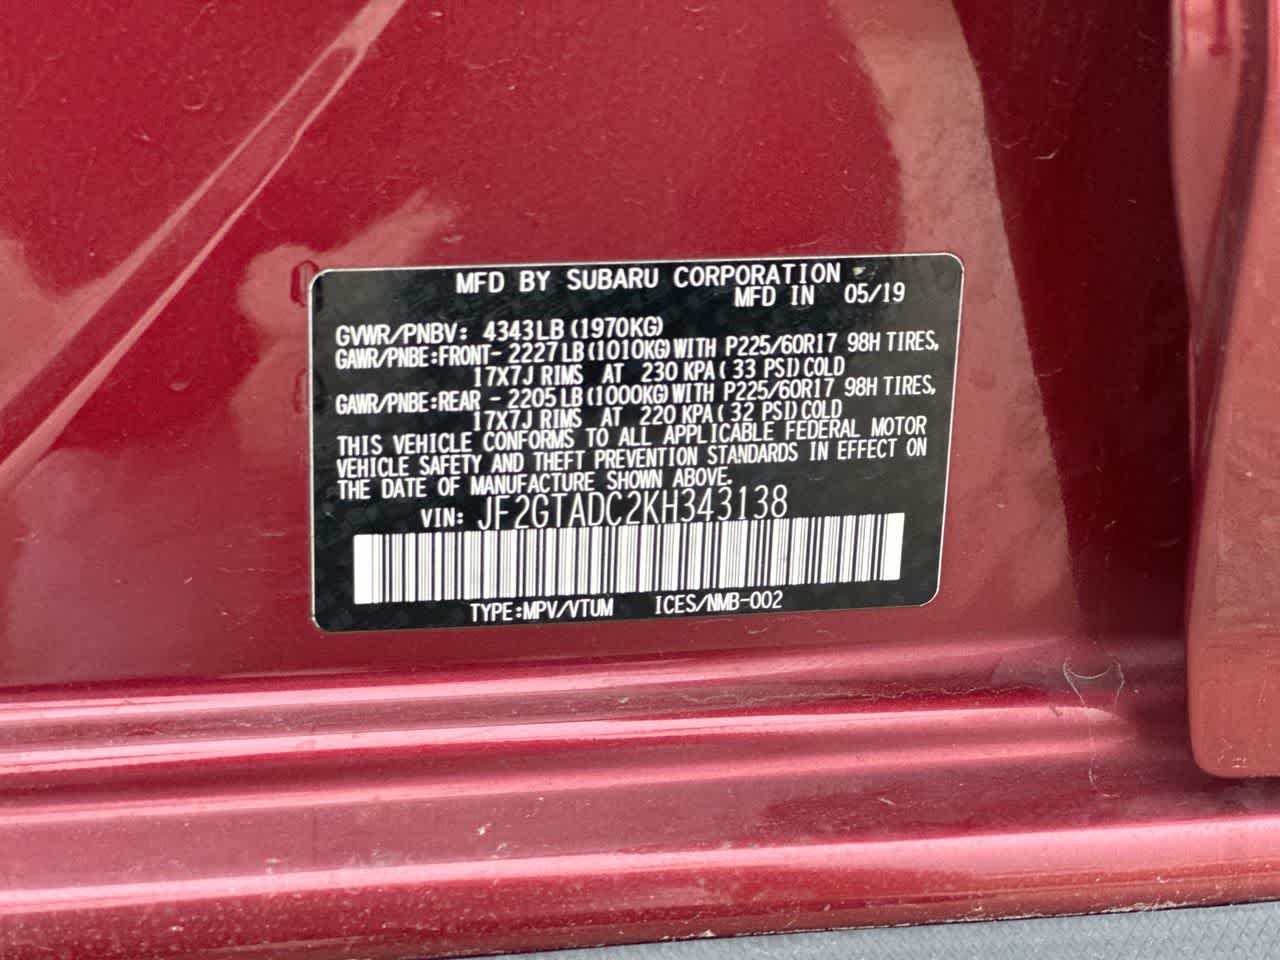 MFD BY SUBARU CORPORATION
MFD IN 05/19
GVWR/PNBV: 4343LB (1970KG)
GAWR/PNBE:FRONT- 2227LB(1010KG)WITH P225/60R17 98H TIRES,
17X7J RIMS AT 230 KPA( 33 PSI)COLD
GAWR/PNBE:REAR - 2205LB(1000KG)WITH P225/60R17 98H TIRES,
17X7J RIMS AT 220 KPA( 32 PSI)COLD
THIS VEHICLE CONFORMS TO ALL APPLICABLE FEDERAL MOTOR
VEHICLE SAFETY AND THEFT PREVENTION STANDARDS IN EFFECT ON
THE DATE OF MANUFACTURE SHOWN ABOVE.
VIN: JF2GTADC2KH343138
TYPE:MPV/VTUM ICES/NMB-002